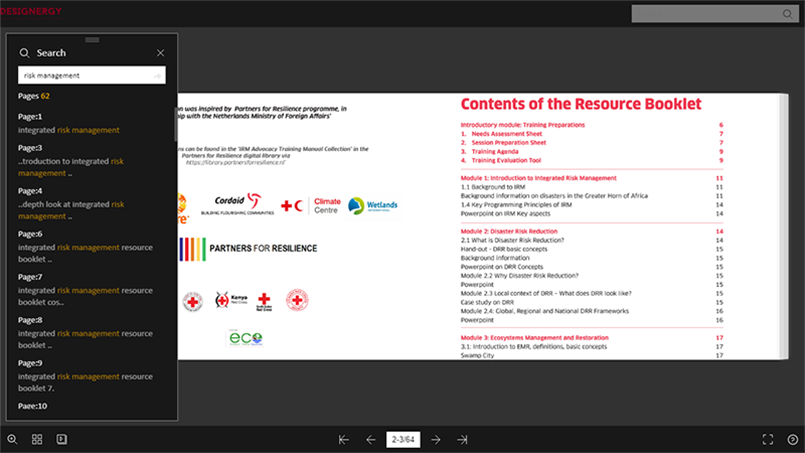 DESIGNERGY
Search
risk management
Pages 62
Page:1
integrated risk management
Page:3
..troduction to integrated risk
management ..
Page:4
..depth look at integrated risk
management ..
Page:6
integrated risk management resource
booklet ..
Page:7
integrated risk management resource
booklet cos..
Page:8
integrated risk management resource
booklet ..
Page:9
integrated risk management resource
booklet 7.
Page:10
on was inspired by Partners for Resilience programme, in
ship with the Netherlands Ministry of Foreign Affairs'
ns can be found in the 'IRM Advocacy Training Manual Collection' in the
Partners for Resilience digital library via
https://library.partnersforresilience.nl'
re
Cordaid
BUILDING FLOURISHING COMMUNITIES
Climate
Centre
Wetlands
INTERNATIONAL
PARTNERS FOR RESILIENCE
Kenya
Red Cross
eco
Contents of the Resource Booklet
Introductory module: Training Preparations 6
1. Needs Assessment Sheet 7
2. Session Preparation Sheet 7
3. Training Agenda 9
4. Training Evaluation Tool 9
Module 1: Introduction to Integrated Risk Management 11
1.1 Background to IRM 11
Background information on disasters in the Greater Horn of Africa 11
1.4 Key Programming Principles of IRM 14
Powerpoint on IRM Key aspects 14
Module 2: Disaster Risk Reduction 14
2.1 What is Disaster Risk Reduction? 14
Hand-out - DRR basic concepts 15
Background information 15
Powerpoint on DRR Concepts 15
Module 2.2 Why Disaster Risk Reduction? 15
Powerpoint 15
Module 2.3 Local context of DRR – What does DRR look like? 15
Case study on DRR 15
Module 2.4: Global, Regional and National DRR Frameworks 16
Powerpoint 16
Module 3: Ecosystems Management and Restoration 17
3.1: Introduction to EMR, definitions, basic concepts 17
Swamp City 17
2-3/64